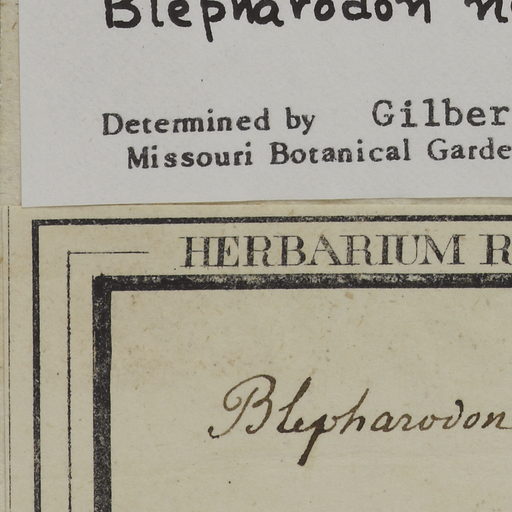 Blepharodon
Determined by Gilber
Missouri Botanical Garde
HERBARIUM R
Blepharodon